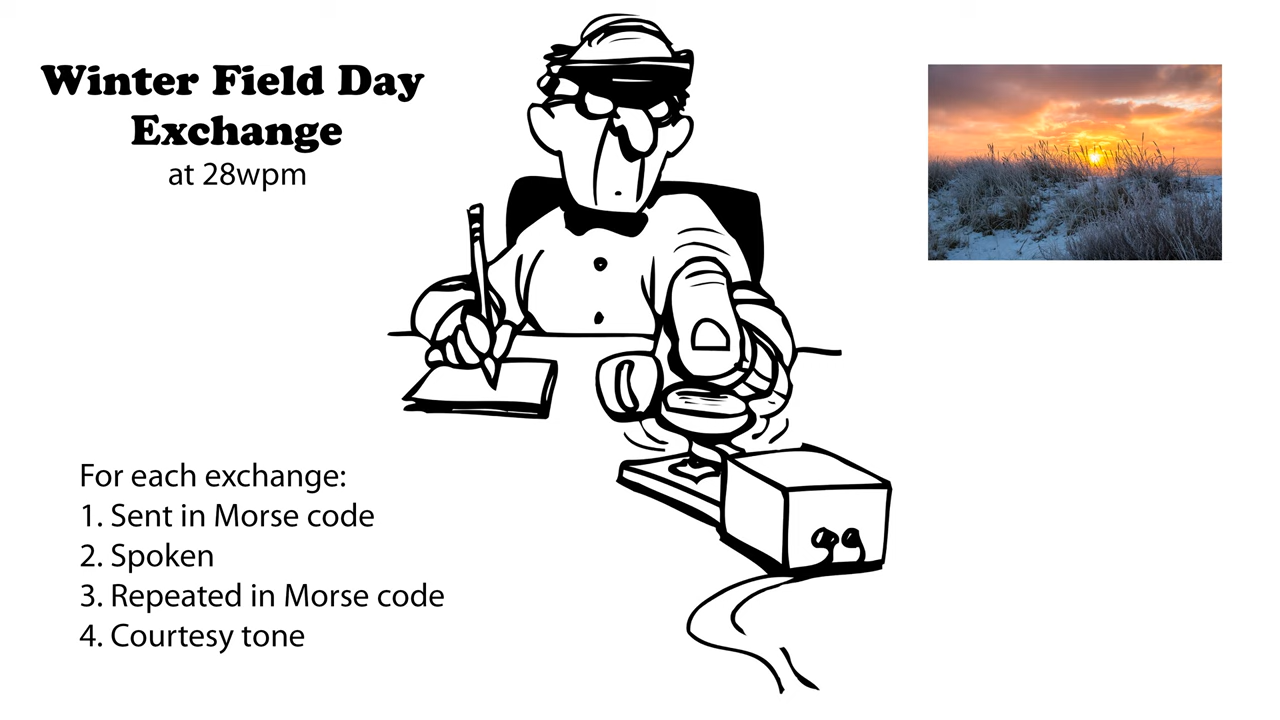 Winter Field Day
Exchange
at 28wpm
For each exchange:
1. Sent in Morse code
2. Spoken
3. Repeated in Morse code
4. Courtesy tone